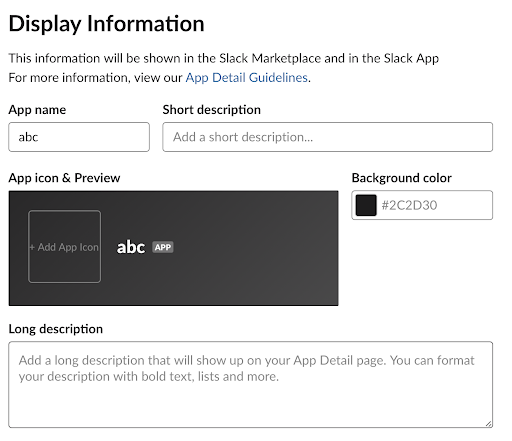 Display Information
This information will be shown in the Slack Marketplace and in the Slack App
For more information, view our App Detail Guidelines.
App name
Short description
abc
Add a short description...
App icon & Preview
Background color
+ Add App Icon
abc APP
#2C2D30
Long description
Add a long description that will show up on your App Detail page. You can format
your description with bold text, lists and more.